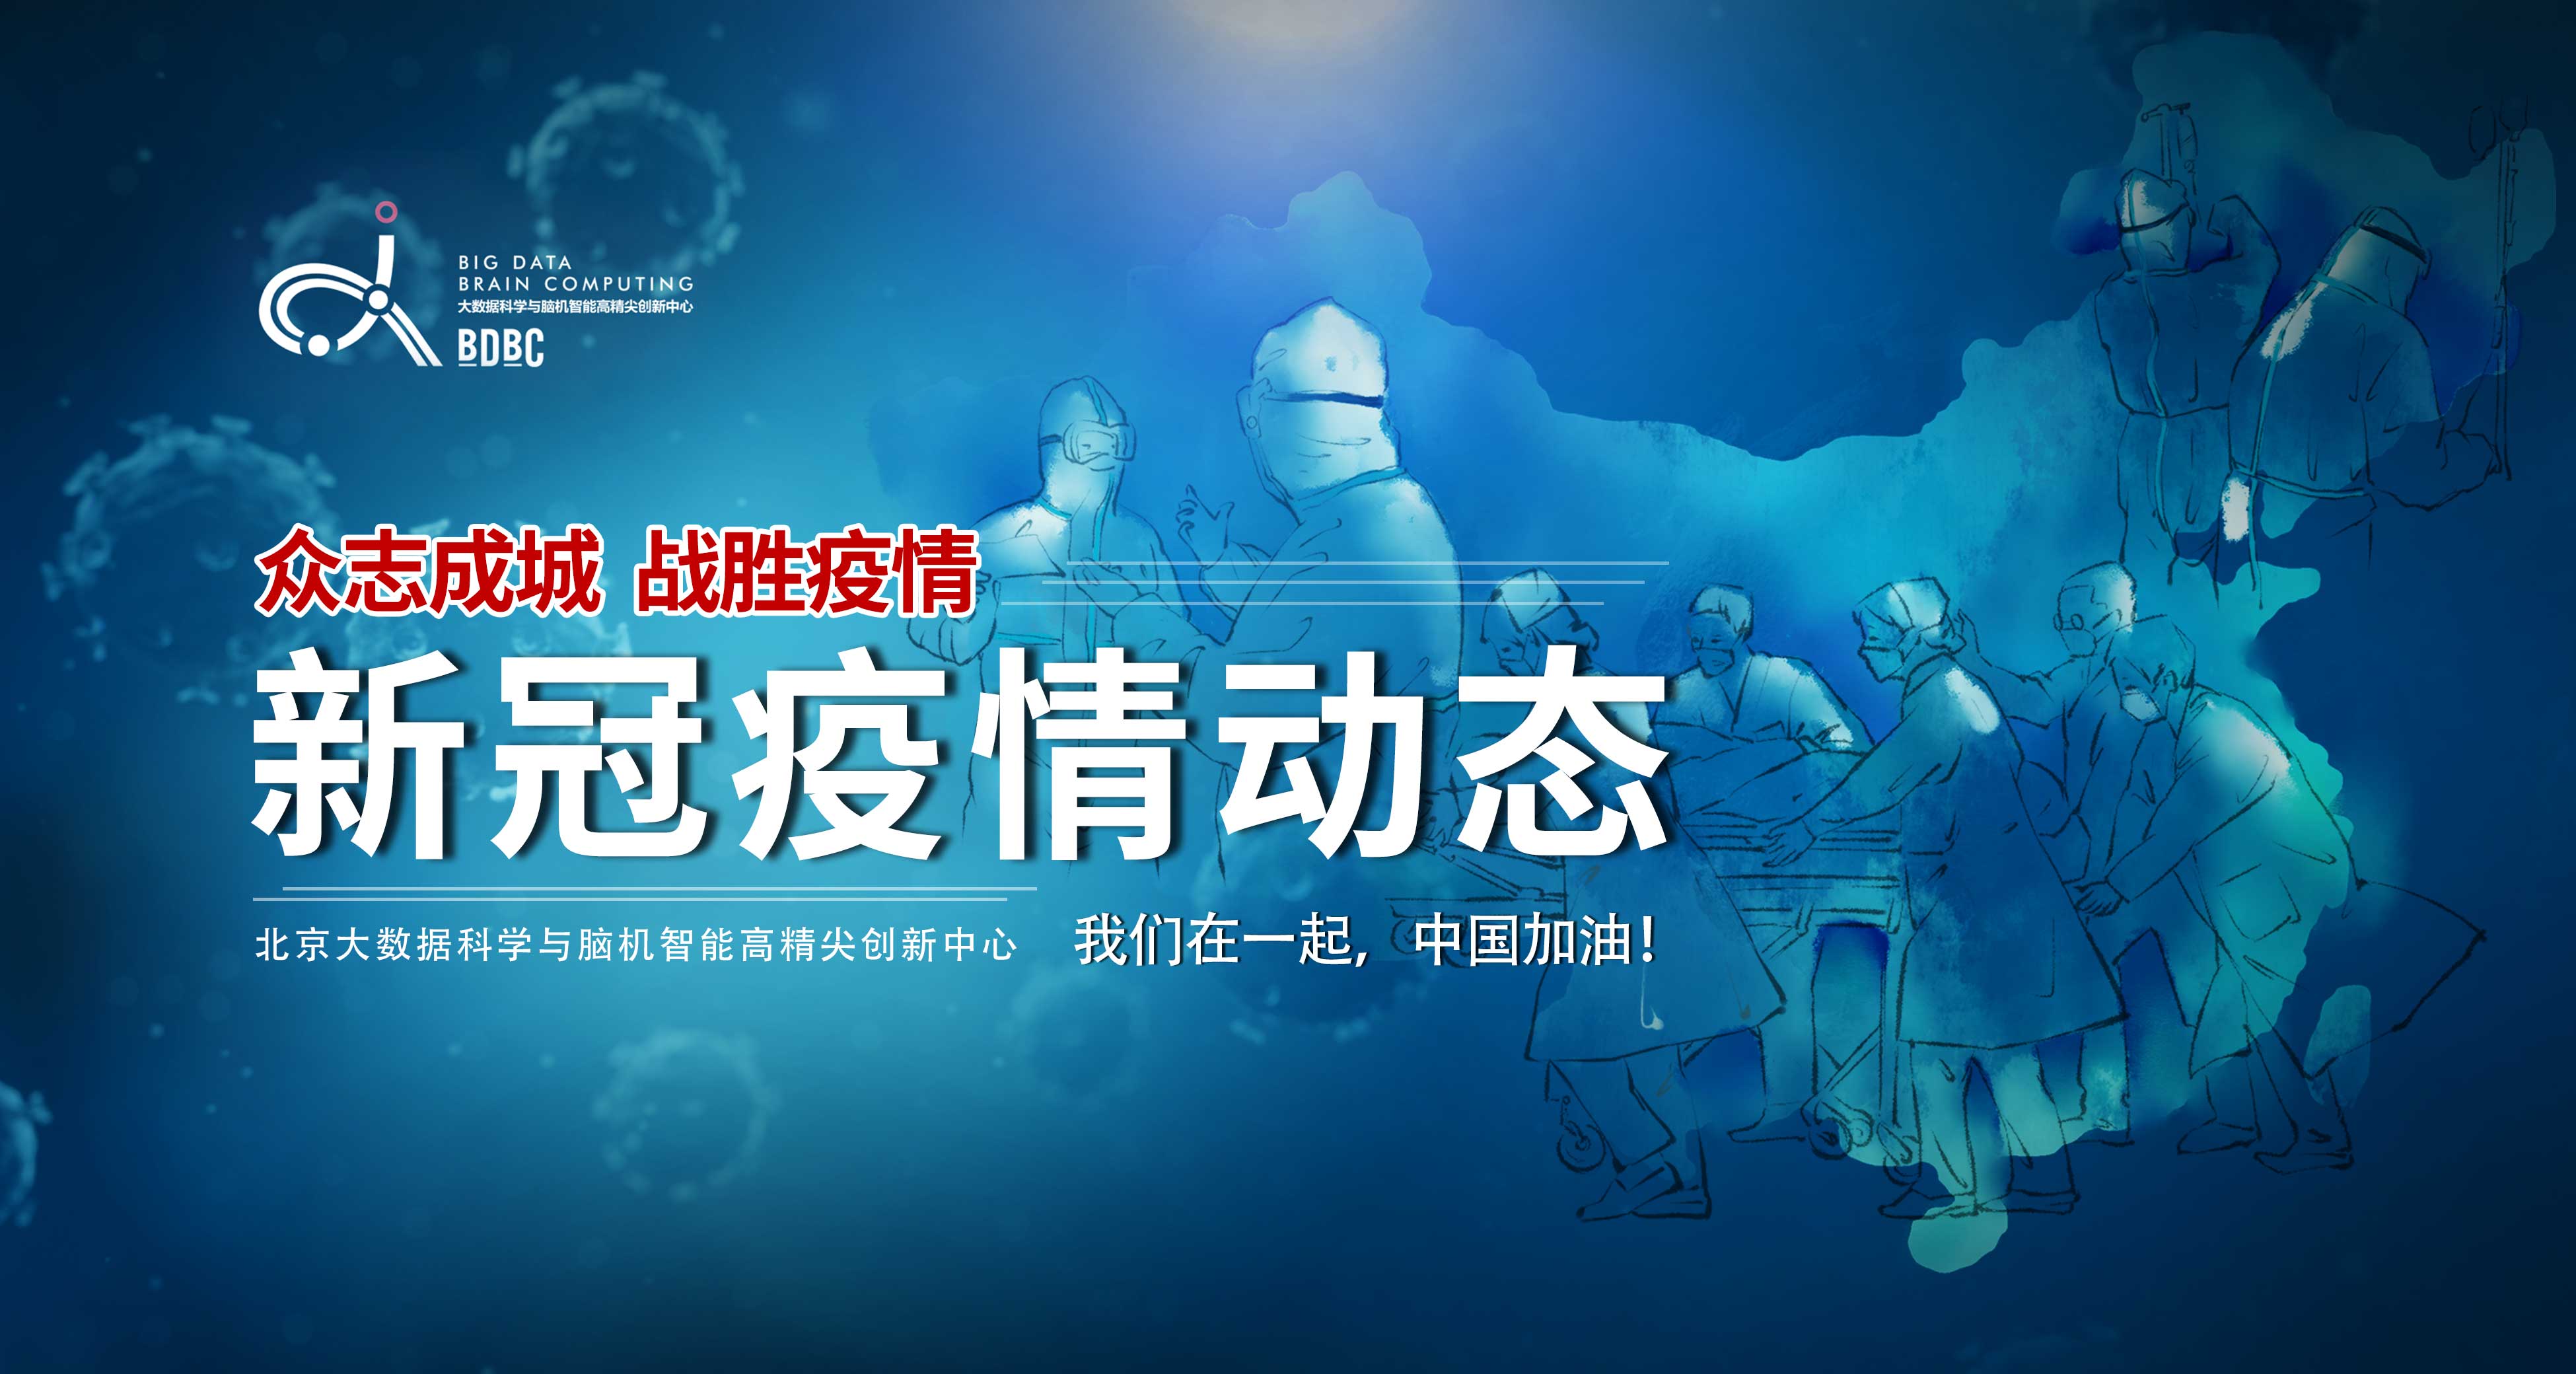 BIG DATA
BRAIN COMPUTING
大数据科学与脑机智能高精尖创新中心
BDBC
众志成城 战胜疫情
新冠疫情动态
北京大数据科学与脑机智能高精尖创新中心
我们在一起，中国加油！